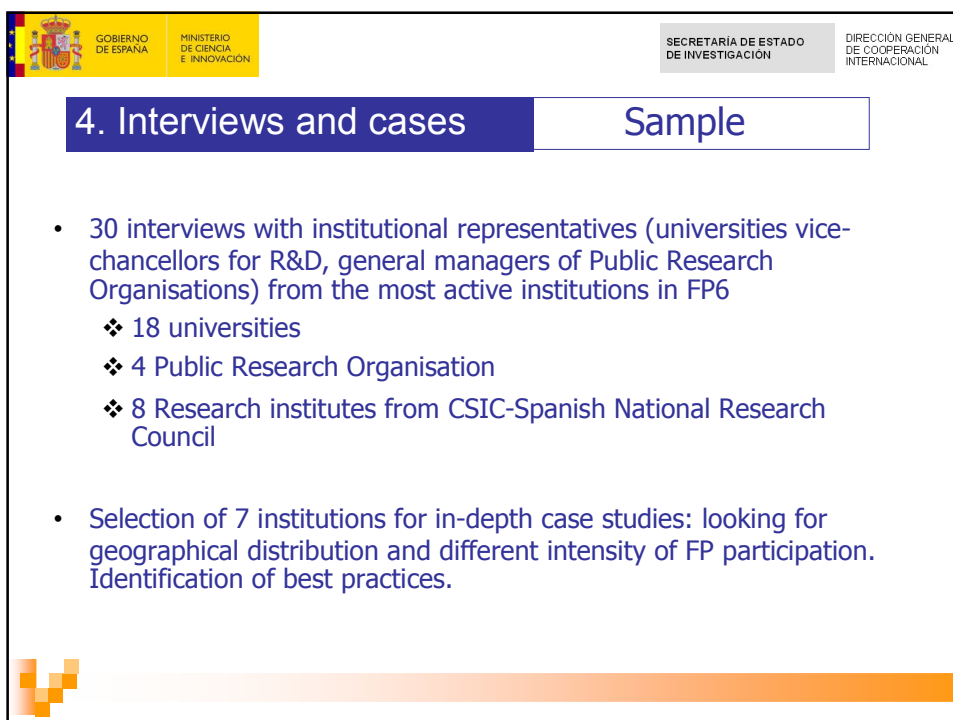 GOBIERNO
DE ESPAÑA
MINISTERIO
DE CIENCIA
E INNOVACIÓN
SECRETARÍA DE ESTADO
DE INVESTIGACIÓN
DIRECCIÓN GENERAL
DE COOPERACIÓN
INTERNACIONAL
4. Interviews and cases
Sample
• 30 interviews with institutional representatives (universities vice-
chancellors for R&D, general managers of Public Research
Organisations) from the most active institutions in FP6
❖ 18 universities
❖ 4 Public Research Organisation
❖ 8 Research institutes from CSIC-Spanish National Research
Council
• Selection of 7 institutions for in-depth case studies: looking for
geographical distribution and different intensity of FP participation.
Identification of best practices.